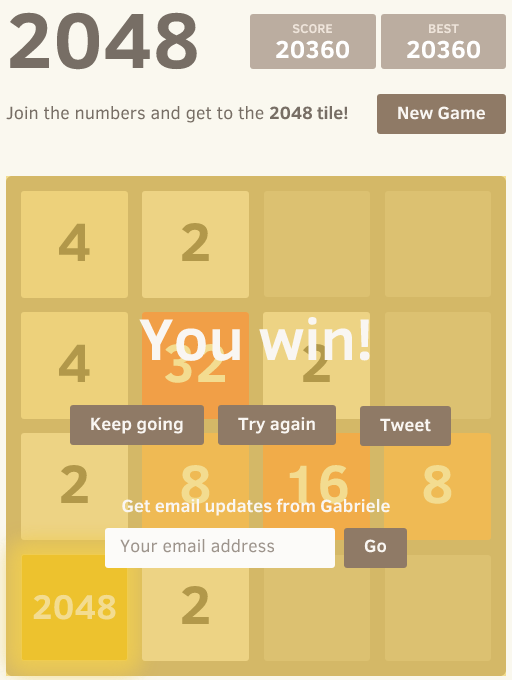 2048
SCORE
20360
BEST
20360
Join the numbers and get to the 2048 tile!
New Game
4 2
You win!
4 32 2
Keep going Try again Tweet
2 8 16 8
Get email updates from Gabriele
Your email address Go
2048 2